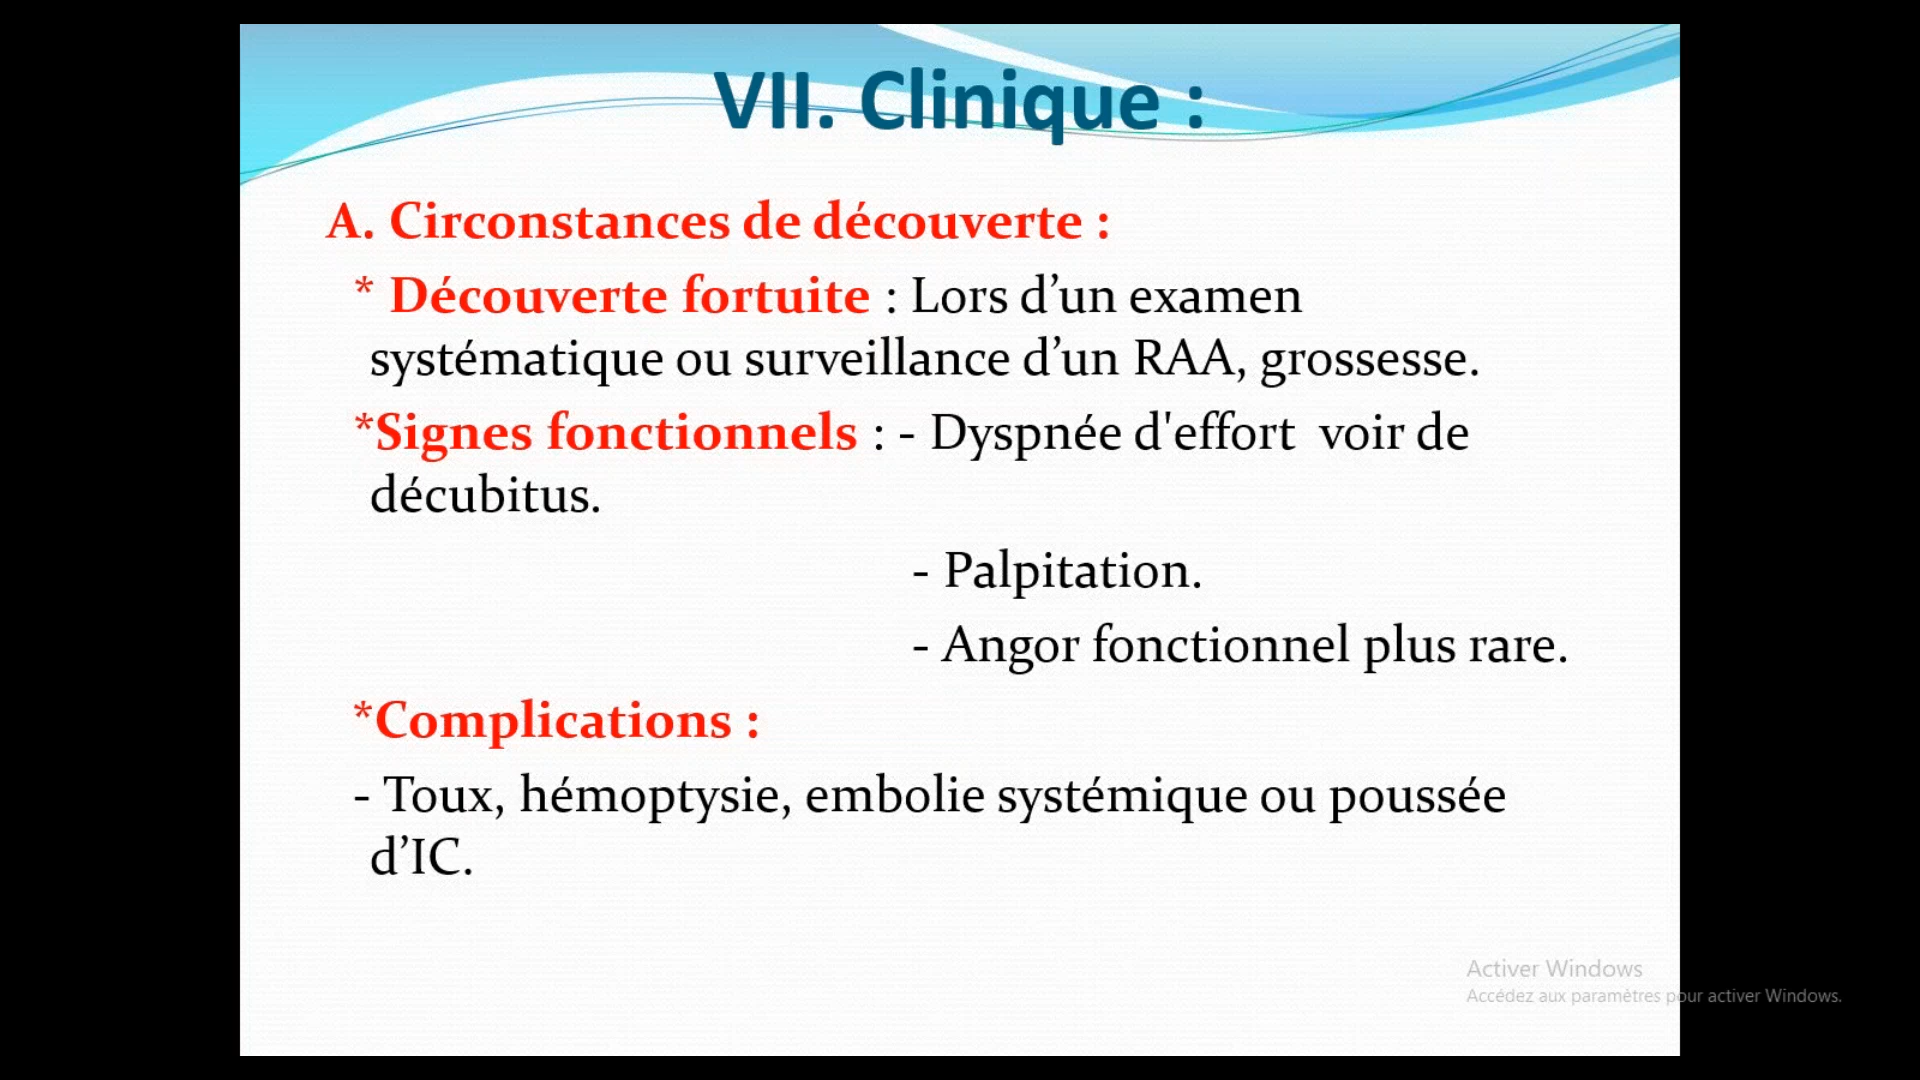 VII. Clinique :
A. Circonstances de découverte :
* Découverte fortuite : Lors d’un examen
systématique ou surveillance d’un RAA, grossesse.
*Signes fonctionnels : - Dyspnée d'effort  voir de
décubitus.
- Palpitation.
- Angor fonctionnel plus rare.
*Complications :
- Toux, hémoptysie, embolie systémique ou poussée
d’IC.
Activer Windows
Accédez aux paramètres pour activer Windows.